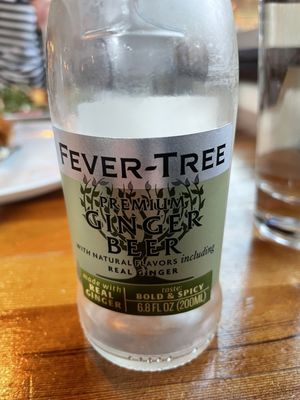 FEVER-TREE
PREMIUM
GINGER
BEER
WITH NATURAL FLAVORS including
REAL GINGER
made with
REAL
GINGER
taste:
BOLD & SPICY
6.8 FL OZ (200ML)